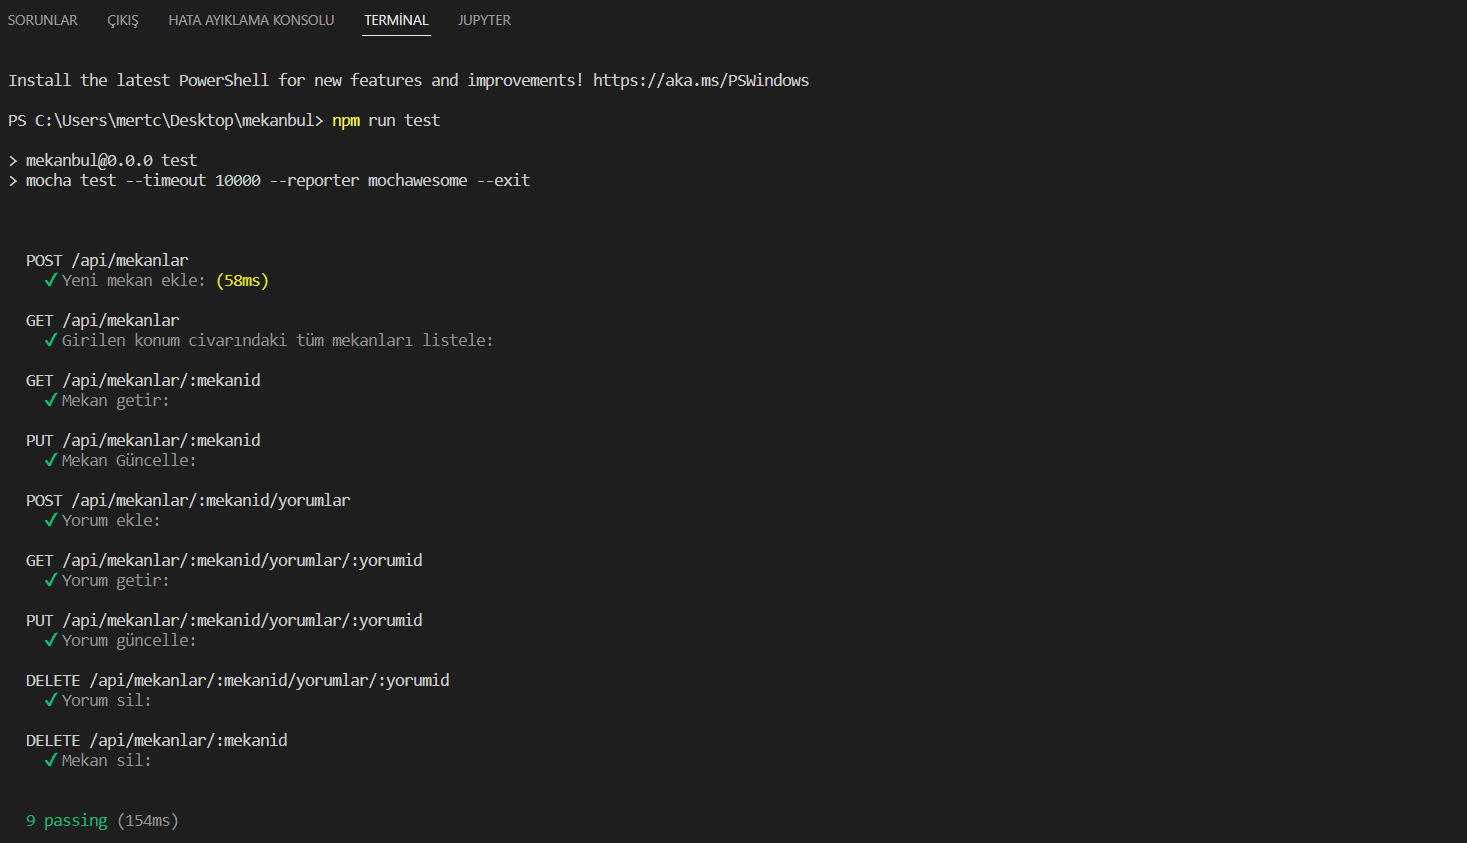 SORUNLAR ÇIKIŞ HATA AYIKLAMA KONSOLU TERMİNAL JUPYTER
Install the latest PowerShell for new features and improvements! https://aka.ms/PSWindows
PS C:\Users\mertc\Desktop\mekanbul> npm run test
> mekanbul@0.0.0 test
> mocha test --timeout 10000 --reporter mochawesome --exit
POST /api/mekanlar
✓ Yeni mekan ekle: (58ms)
GET /api/mekanlar
✓ Girilen konum civarındaki tüm mekanları listele:
GET /api/mekanlar/:mekanid
✓ Mekan getir:
PUT /api/mekanlar/:mekanid
✓ Mekan Güncelle:
POST /api/mekanlar/:mekanid/yorumlar
✓ Yorum ekle:
GET /api/mekanlar/:mekanid/yorumlar/:yorumid
✓ Yorum getir:
PUT /api/mekanlar/:mekanid/yorumlar/:yorumid
✓ Yorum güncelle:
DELETE /api/mekanlar/:mekanid/yorumlar/:yorumid
✓ Yorum sil:
DELETE /api/mekanlar/:mekanid
✓ Mekan sil:
9 passing (154ms)